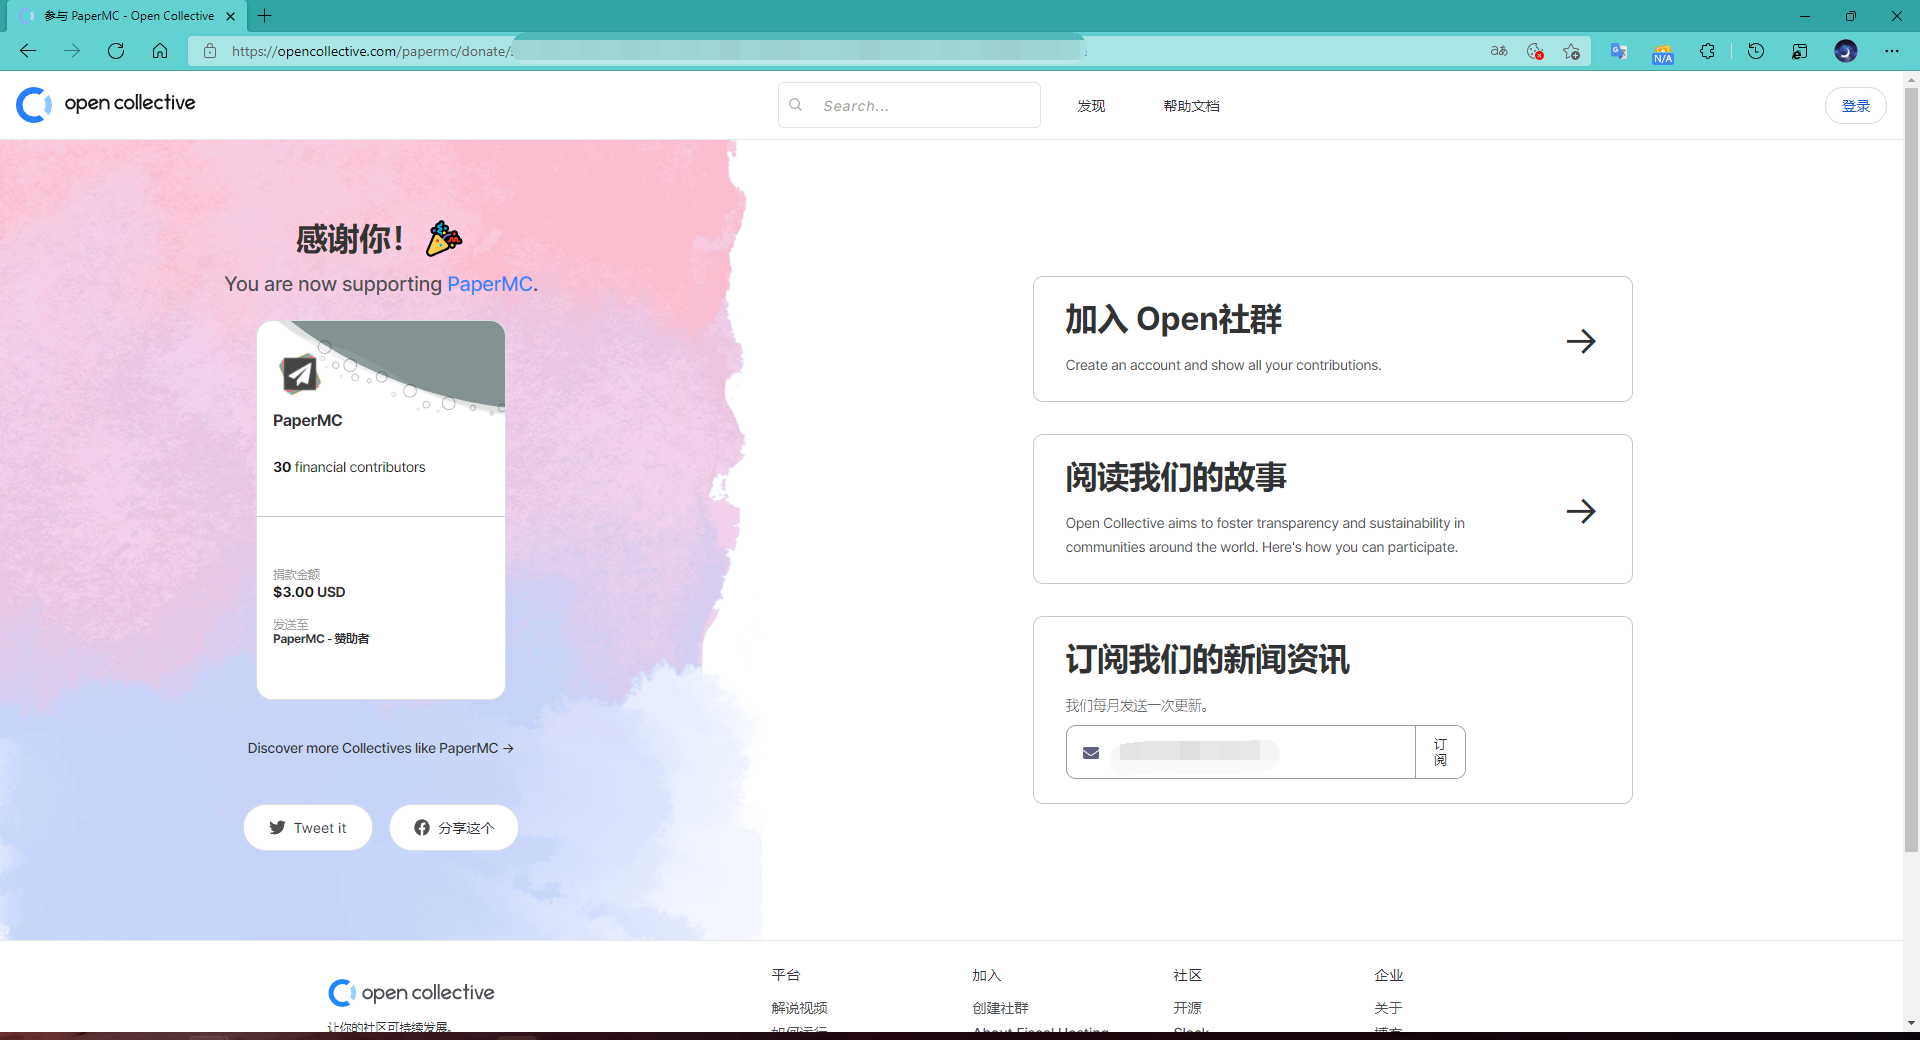 参与 PaperMC - Open Collective
https://opencollective.com/papermc/donate/
N/A
open collective
Search...
发现
帮助文档
登录
感谢你！
You are now supporting PaperMC.
PaperMC
30 financial contributors
捐款金额
$3.00 USD
发送至
PaperMC - 赞助者
Discover more Collectives like PaperMC →
Tweet it
分享这个
加入 Open社群
Create an account and show all your contributions.
阅读我们的故事
Open Collective aims to foster transparency and sustainability in
communities around the world. Here's how you can participate.
订阅我们的新闻资讯
我们每月发送一次更新。
订
阅
open collective
让你的社区可持续发展。
平台
解说视频
如何运行
加入
创建社群
About Fiscal Hosting
社区
开源
Slack
企业
关于
博客